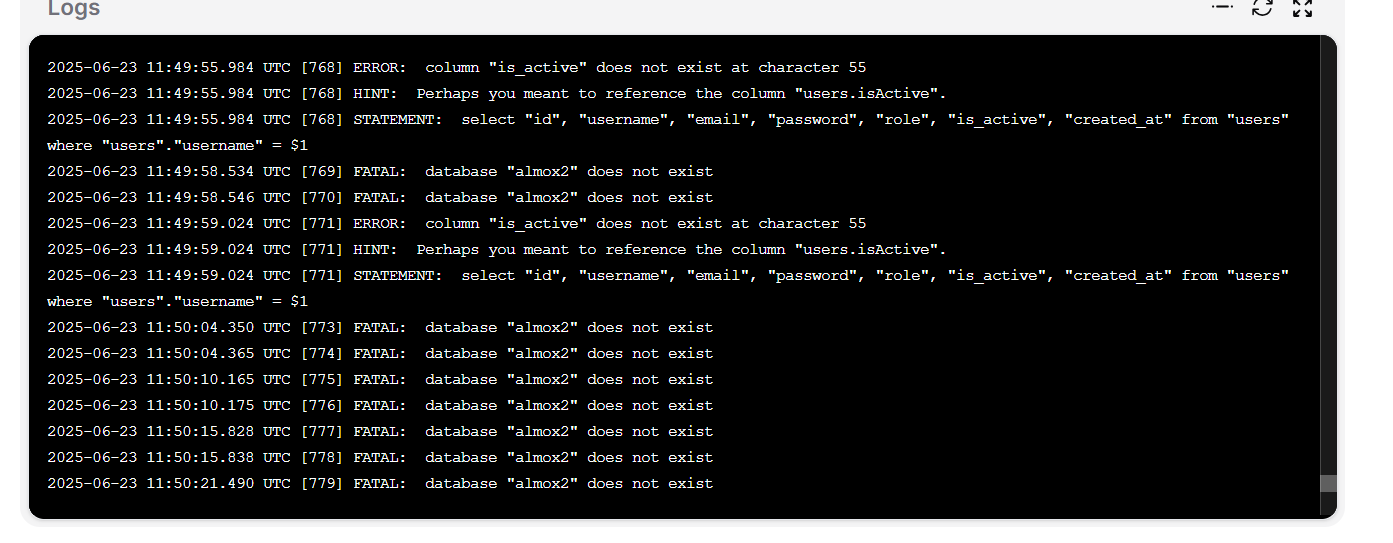 Logs
2025-06-23 11:49:55.984 UTC [768] ERROR:  column "is_active" does not exist at character 55
2025-06-23 11:49:55.984 UTC [768] HINT:  Perhaps you meant to reference the column "users.isActive".
2025-06-23 11:49:55.984 UTC [768] STATEMENT:  select "id", "username", "email", "password", "role", "is_active", "created_at" from "users"
where "users"."username" = $1
2025-06-23 11:49:58.534 UTC [769] FATAL:  database "almox2" does not exist
2025-06-23 11:49:58.546 UTC [770] FATAL:  database "almox2" does not exist
2025-06-23 11:49:59.024 UTC [771] ERROR:  column "is_active" does not exist at character 55
2025-06-23 11:49:59.024 UTC [771] HINT:  Perhaps you meant to reference the column "users.isActive".
2025-06-23 11:49:59.024 UTC [771] STATEMENT:  select "id", "username", "email", "password", "role", "is_active", "created_at" from "users"
where "users"."username" = $1
2025-06-23 11:50:04.350 UTC [773] FATAL:  database "almox2" does not exist
2025-06-23 11:50:04.365 UTC [774] FATAL:  database "almox2" does not exist
2025-06-23 11:50:10.165 UTC [775] FATAL:  database "almox2" does not exist
2025-06-23 11:50:10.175 UTC [776] FATAL:  database "almox2" does not exist
2025-06-23 11:50:15.828 UTC [777] FATAL:  database "almox2" does not exist
2025-06-23 11:50:15.838 UTC [778] FATAL:  database "almox2" does not exist
2025-06-23 11:50:21.490 UTC [779] FATAL:  database "almox2" does not exist